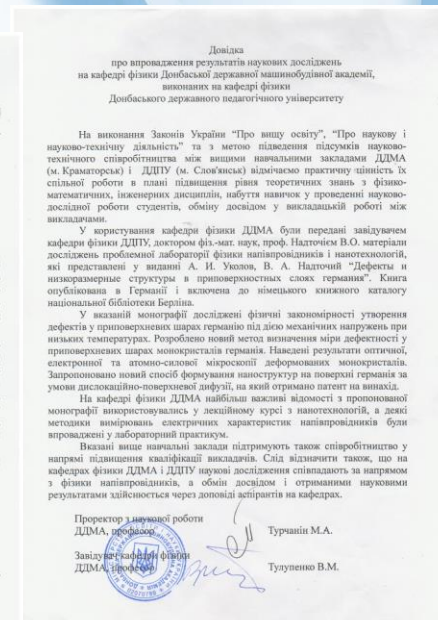 Довідка
про впровадження результатів наукових досліджень
на кафедрі фізики Донбаської державної машинобудівної академії,
виконаних на кафедрі фізики
Донбаського державного педагогічного університету
На виконання Законів України “Про вищу освіту”, “Про наукову і
науково-технічну діяльність” та з метою підведення підсумків науково-
технічного співробітництва між вищими навчальними закладами ДДМА
(м. Краматорськ) і ДДПУ (м. Слов'янськ) відмічаємо практичну цінність їх
спільної роботи в плані підвищення рівня теоретичних знань з фізико-
математичних, інженерних дисциплін, набуття навичок у проведенні науково-
дослідної роботи студентів, обміну досвідом у викладацькій роботі між
викладачами.
У користування кафедри фізики ДДМА були передані завідувачем
кафедри фізики ДДПУ, доктором фіз.-мат. наук, проф. Надточієм В.О. матеріали
досліджень проблемної лабораторії фізики напівпровідників і нанотехнологій,
які представлені у виданні А. И. Уколов, В. А. Надточий “Дефекты и
низкоразмерные структуры в приповерхностных слоях германия”. Книга
опублікована в Германії і включена до німецького книжного каталогу
національної бібліотеки Берліна.
У вказаній монографії досліджені фізичні закономірності утворення
дефектів у приповерхневих шарах германію під дією механічних напружень при
низьких температурах. Розроблено новий метод визначення міри дефектності у
приповерхневих шарах монокристалів германія. Наведені результати оптичної,
електронної та атомно-силової мікроскопії деформованих монокристалів.
Запропоновано новий спосіб формування наноструктур на поверхні германія за
умови дислокаційно-поверхневої дифузії, на який отримано патент на винахід.
На кафедрі фізики ДДМА найбільш важливі відомості з пропонованої
монографії використовувались у лекційному курсі з нанотехнологій, а деякі
методики вимірювань електричних характеристик напівпровідників були
впроваджені у лабораторний практикум.
Вказані вище навчальні заклади підтримують також співробітництво у
напрямі підвищення кваліфікації викладачів. Слід відзначити також, що на
кафедрах фізики ДДМА і ДДПУ наукові дослідження співпадають за напрямом
з фізики напівпровідників, а обмін досвідом і отриманими науковими
результатами здійснюється через доповіді аспірантів на кафедрах.
Проректор з наукової роботи
ДДМА, професор Турчанін М.А.
Завідувач кафедри фізики
ДДМА, професор Тулупенко В.М.